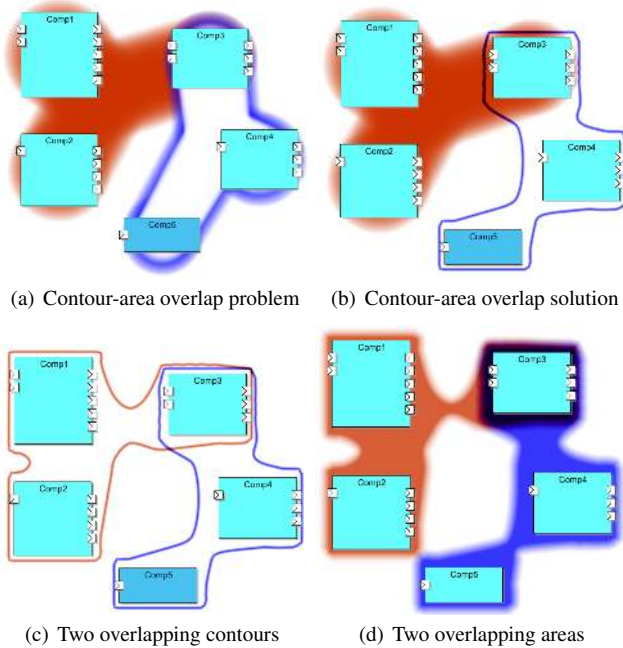 Comp1
Comp3
Comp2
Comp4
Comp5
Comp1
Comp3
Comp2
Comp4
Comp5
(a) Contour-area overlap problem
(b) Contour-area overlap solution
Comp1
Comp3
Comp2
Comp4
Comp5
Comp1
Comp3
Comp2
Comp4
Comp5
(c) Two overlapping contours
(d) Two overlapping areas